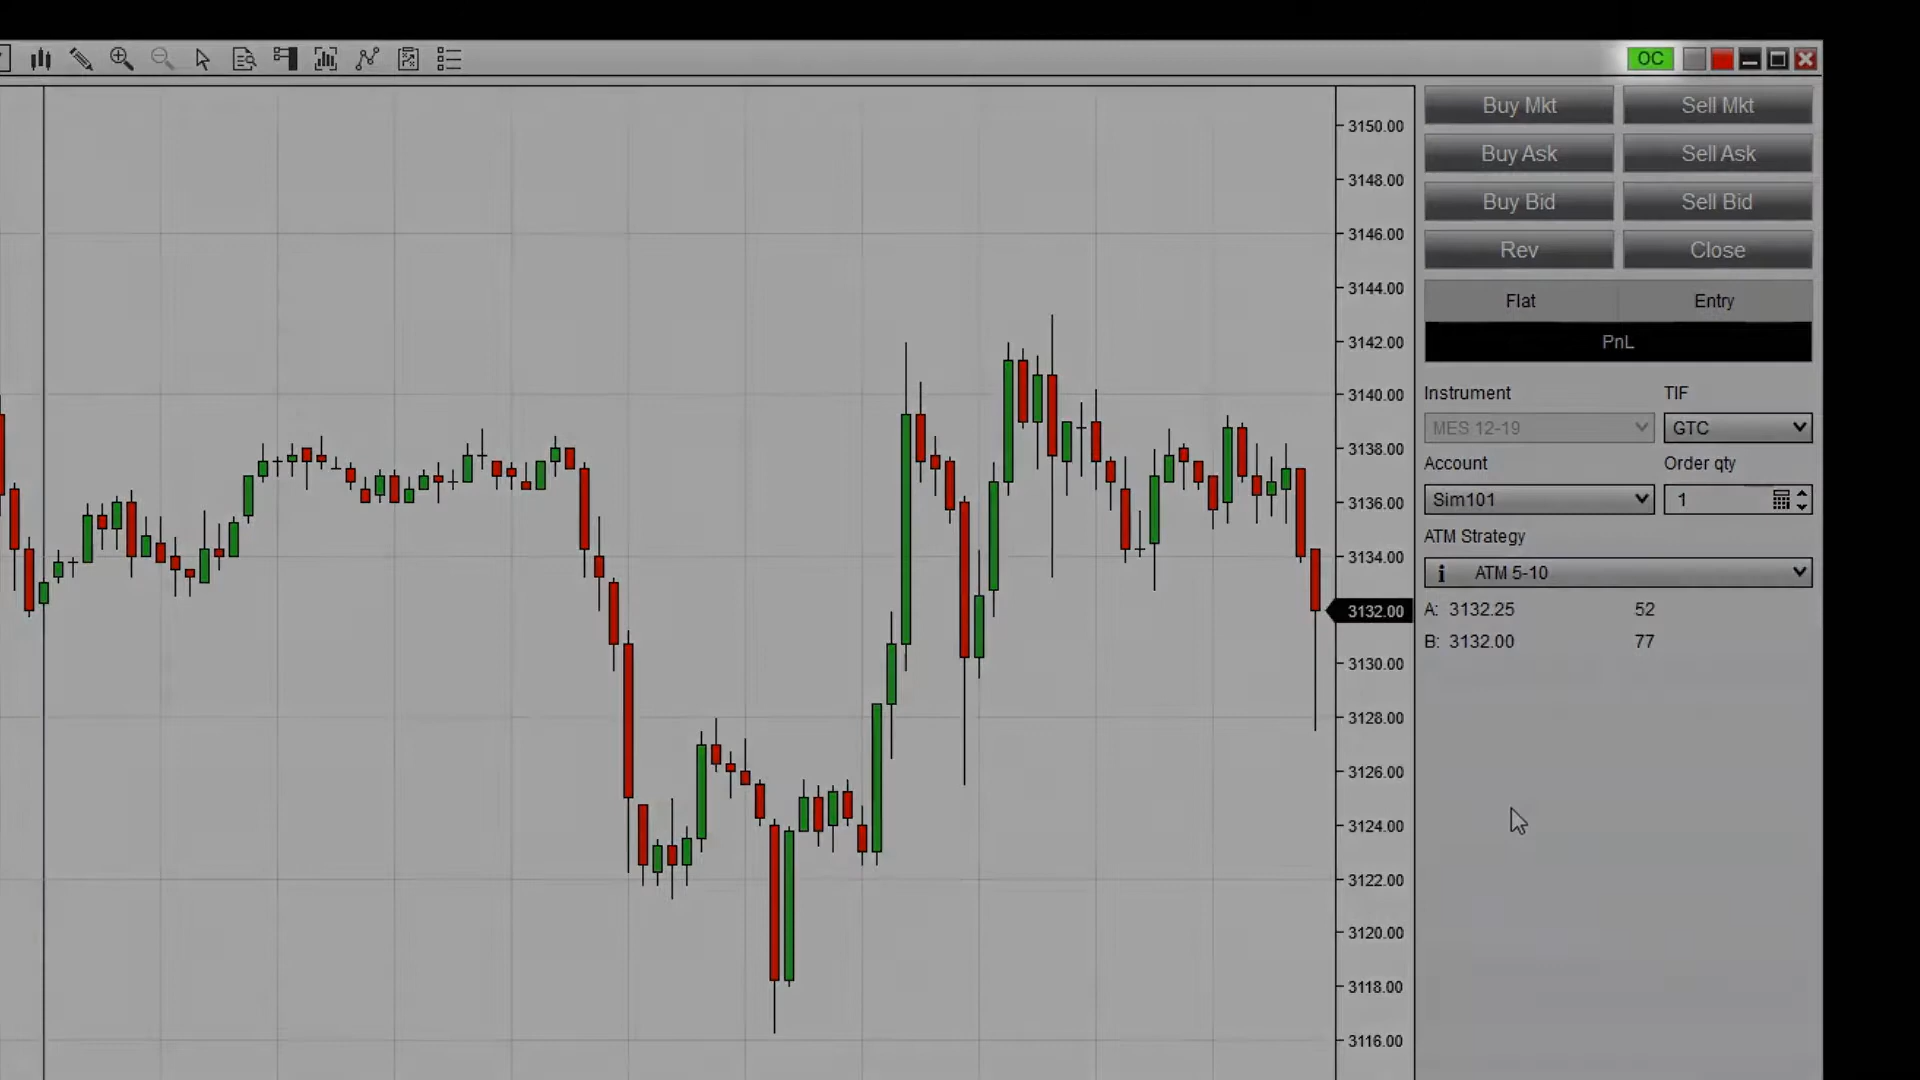 OC
Buy Mkt Sell Mkt
Buy Ask Sell Ask
Buy Bid Sell Bid
Rev Close
Flat Entry
PnL
Instrument TIF
MES 12-19 GTC
Account Order qty
Sim101 1
ATM Strategy
i ATM 5-10
A: 3132.25 52
B: 3132.00 77
3150.00
3148.00
3146.00
3144.00
3142.00
3140.00
3138.00
3136.00
3134.00
3132.00
3130.00
3128.00
3126.00
3124.00
3122.00
3120.00
3118.00
3116.00